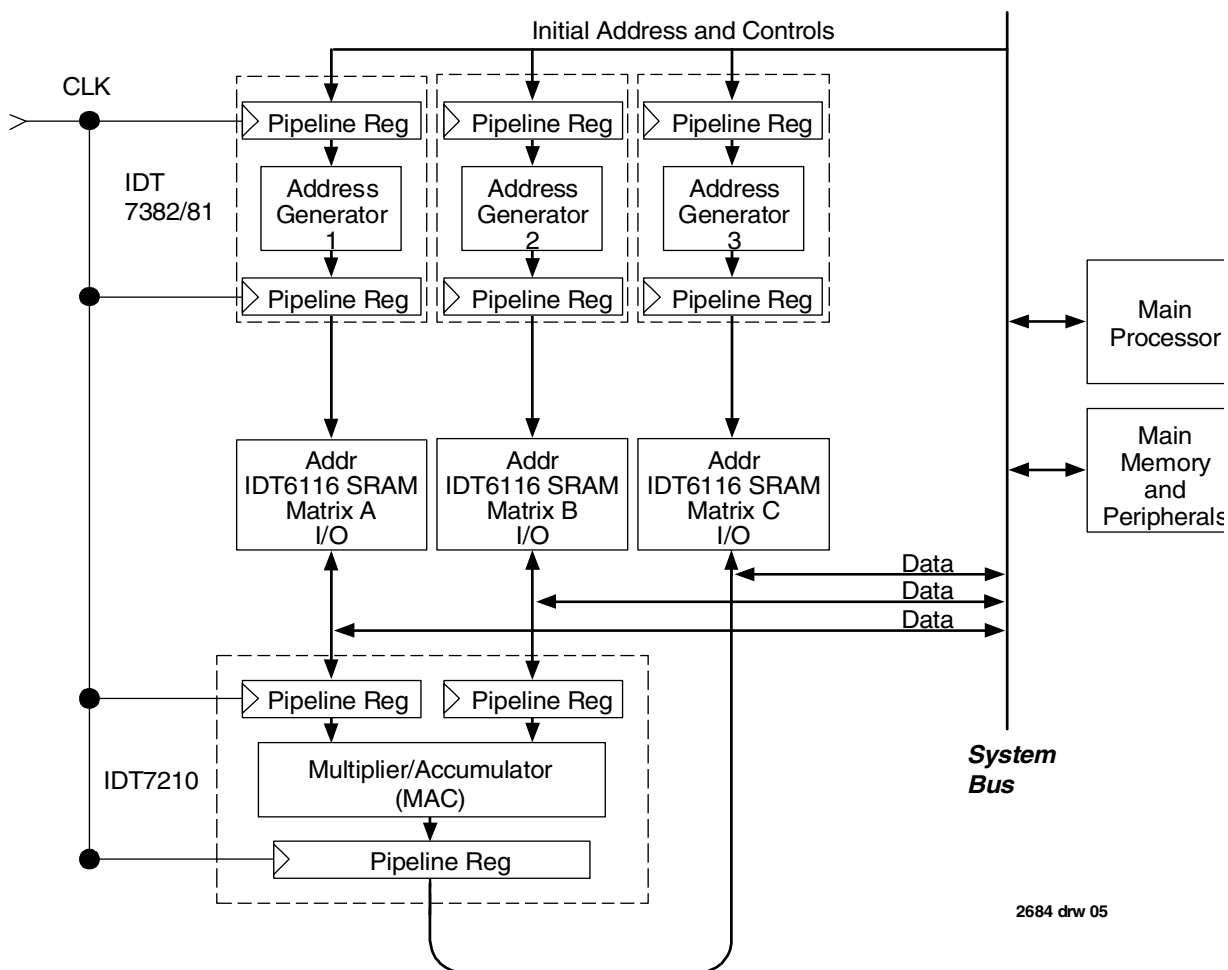 Initial Address and Controls
CLK
Pipeline Reg
Pipeline Reg
Pipeline Reg
IDT
7382/81
Address
Generator
1
Address
Generator
2
Address
Generator
3
Pipeline Reg
Pipeline Reg
Pipeline Reg
Main
Processor
Addr
IDT6116 SRAM
Matrix A
I/O
Addr
IDT6116 SRAM
Matrix B
I/O
Addr
IDT6116 SRAM
Matrix C
I/O
Main
Memory
and
Peripherals
Data
Data
Data
Pipeline Reg
Pipeline Reg
IDT7210
Multiplier/Accumulator
(MAC)
System
Bus
Pipeline Reg
2684 drw 05